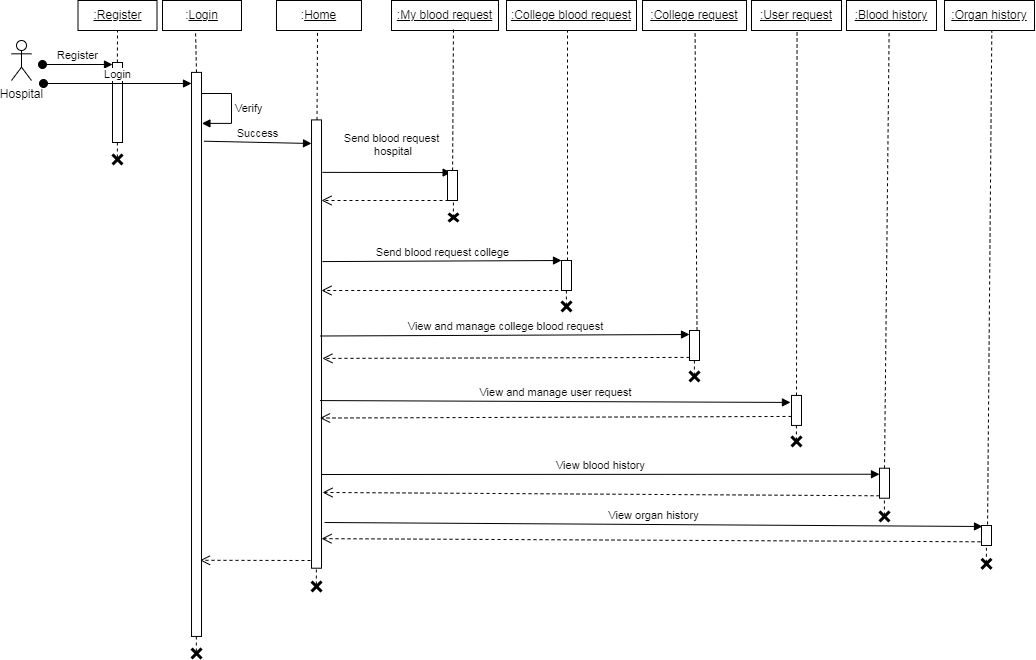 :Register
:Login
:Home
:My blood request
:College blood request
:College request
:User request
:Blood history
:Organ history
Register
Login
Hospital
Verify
Success
Send blood request
hospital
Send blood request college
View and manage college blood request
View and manage user request
View blood history
View organ history